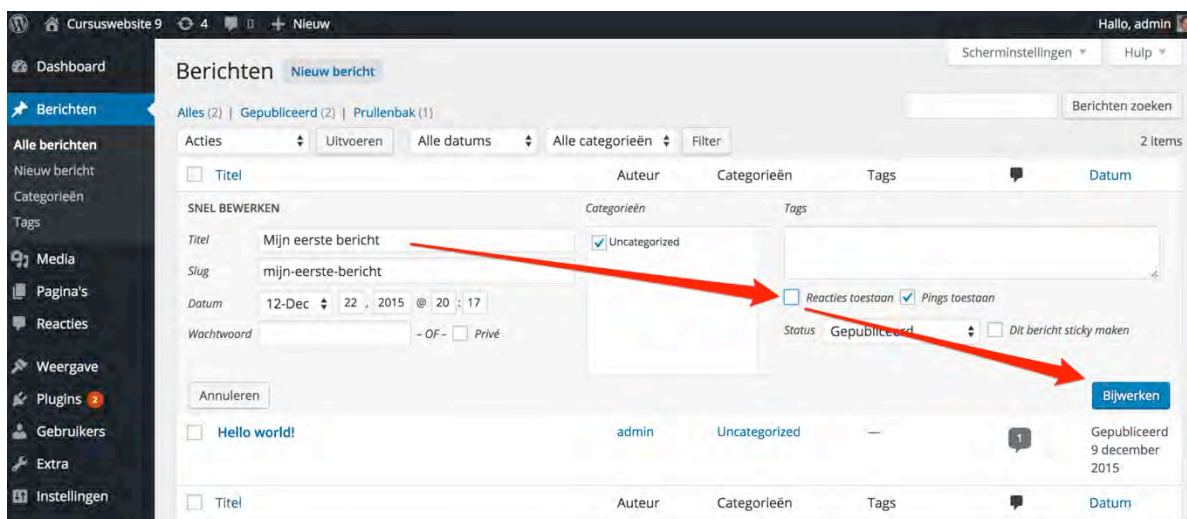 Cursuswebsite 9 4 0 + Nieuw Hallo, admin
Scherminstellingen Hulp
Dashboard
Berichten Nieuw bericht
Berichten
Alles (2) | Gepubliceerd (2) | Prullenbak (1) Berichten zoeken
Alle berichten
Acties Uitvoeren Alle datums Alle categorieën Filter 2 items
Nieuw bericht
Titel Auteur Categorieën Tags Datum
Categorieën
Tags
SNEL BEWERKEN Categorieën Tags
Titel Mijn eerste bericht Uncategorized
Media
Slug mijn-eerste-bericht
Pagina's
Datum 12-Dec 22 , 2015 @ 20 : 17 Reacties toestaan Pings toestaan
Reacties
Wachtwoord – OF – Privé Status Gepubliceerd Dit bericht sticky maken
Weergave
Plugins 2
Annuleren Bijwerken
Gebruikers
Hello world! admin Uncategorized — 1 Gepubliceerd
9 december
2015
Extra
Instellingen
Titel Auteur Categorieën Tags Datum